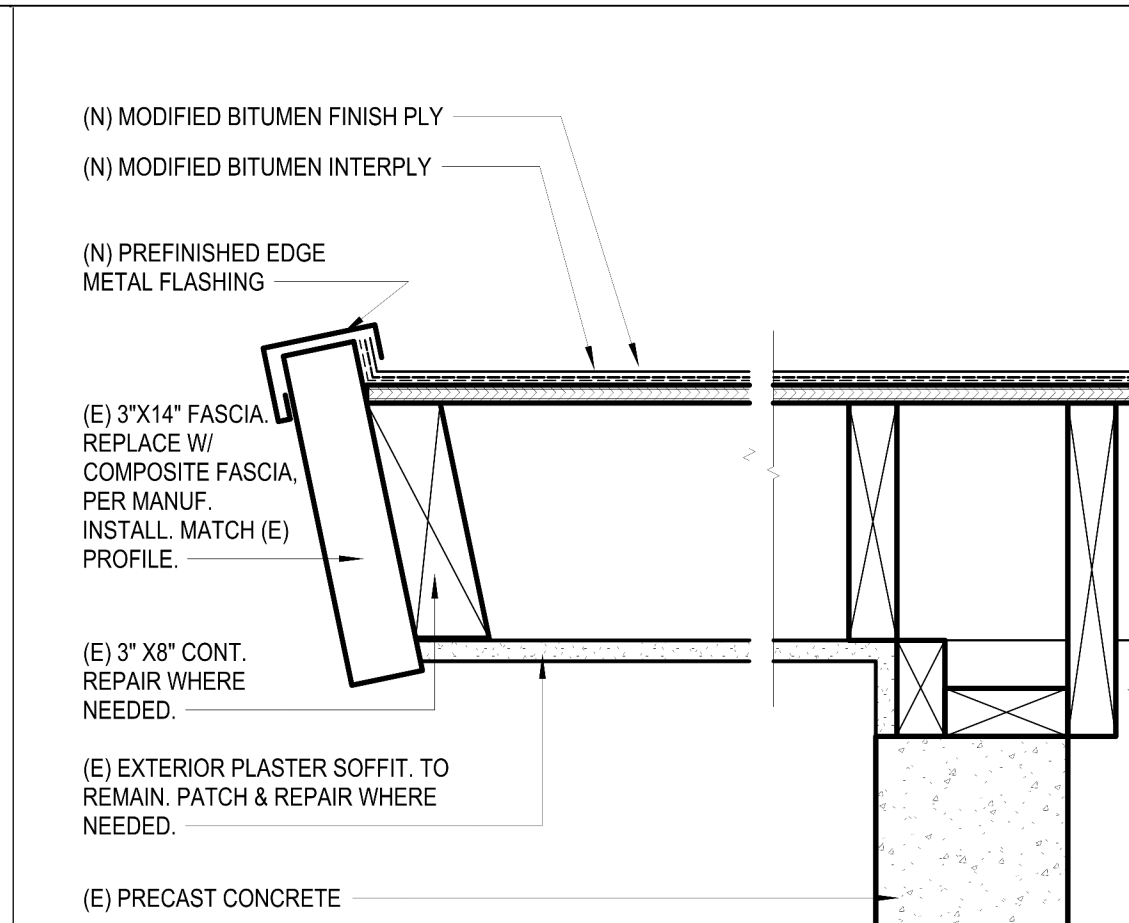 (N) MODIFIED BITUMEN FINISH PLY
(N) MODIFIED BITUMEN INTERPLY
(N) PREFINISHED EDGE
METAL FLASHING
(E) 3"X14" FASCIA.
REPLACE W/
COMPOSITE FASCIA,
PER MANUF.
INSTALL. MATCH (E)
PROFILE.
(E) 3" X8" CONT.
REPAIR WHERE
NEEDED.
(E) EXTERIOR PLASTER SOFFIT. TO
REMAIN. PATCH & REPAIR WHERE
NEEDED.
(E) PRECAST CONCRETE